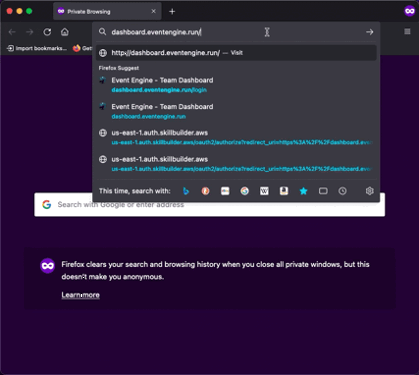 Private Browsing
dashboard.eventengine.run/
Import bookmarks...
http://dashboard.eventengine.run/ — Visit
Firefox Suggest
Event Engine - Team Dashboard
dashboard.eventengine.run/login
Event Engine - Team Dashboard
dashboard.eventengine.run
us-east-1.auth.skillbuilder.aws
us-east-1.auth.skillbuilder.aws/oauth2/authorize?redirect_uri=https%3A%2F%2Fdashboard.eve
us-east-1.auth.skillbuilder.aws
us-east-1.auth.skillbuilder.aws/oauth2/authorize?redirect_uri=https%3A%2F%2Fdashboard.eve
This time, search with:
Search with Google or enter address
Firefox clears your search and browsing history when you close all private windows, but this
doesn't make you anonymous.
Learn more